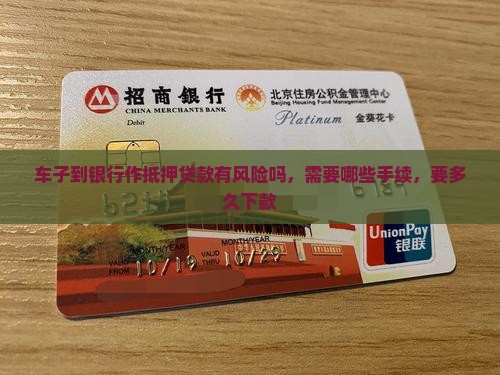 招商银行
CHINA MERCHANTS BANK
北京住房公积金管理中心
Beijing Housing Fund Management Center
Debit
Platinum 金葵花卡
车子到银行作抵押贷款有风险吗，需要哪些手续，要多
久下款
UnionPay
银联
MONTH/YEAR MONTH/YEAR
VALID FROM 10/19 VALID THRU 10/29